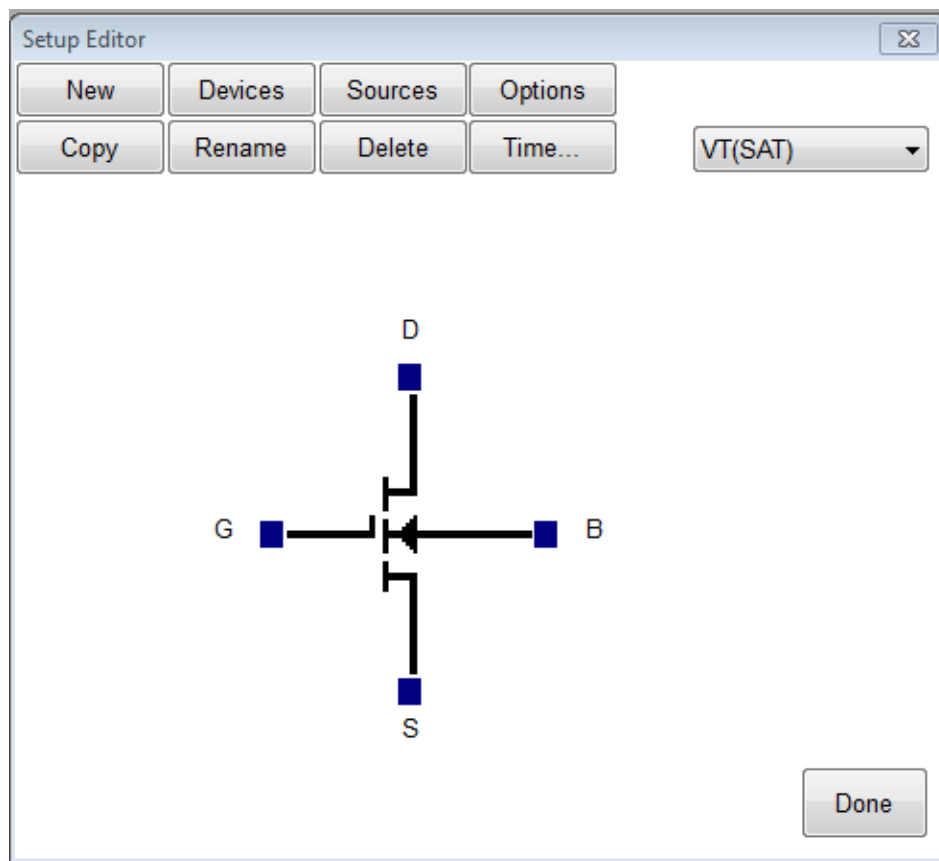 Setup Editor
New Devices Sources Options
Copy Rename Delete Time... VT(SAT)
D
G B
S
Done